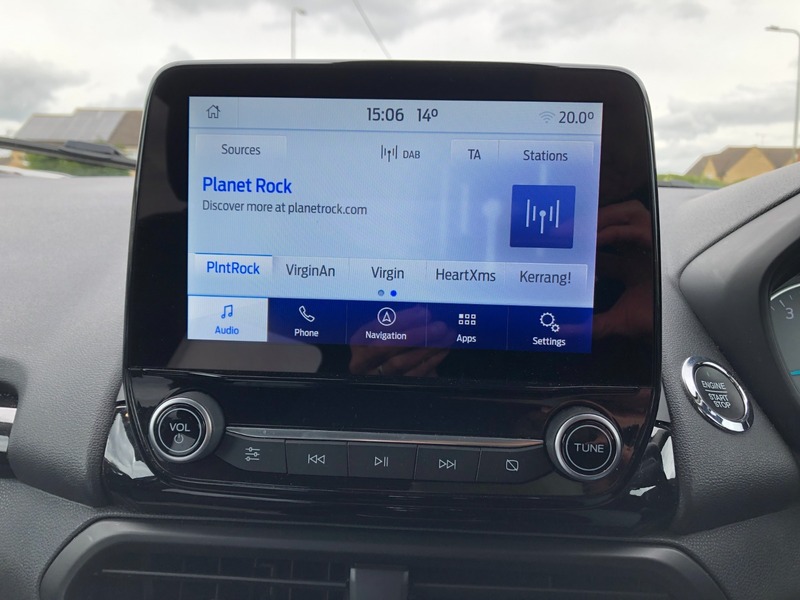 15:06 14º 20.0º
Sources DAB TA Stations
Planet Rock
Discover more at planetrock.com
PlntRock VirginAn Virgin HeartXms Kerrang!
Audio Phone Navigation Apps Settings
3
ENGINE
START
STOP
VOL
TUNE